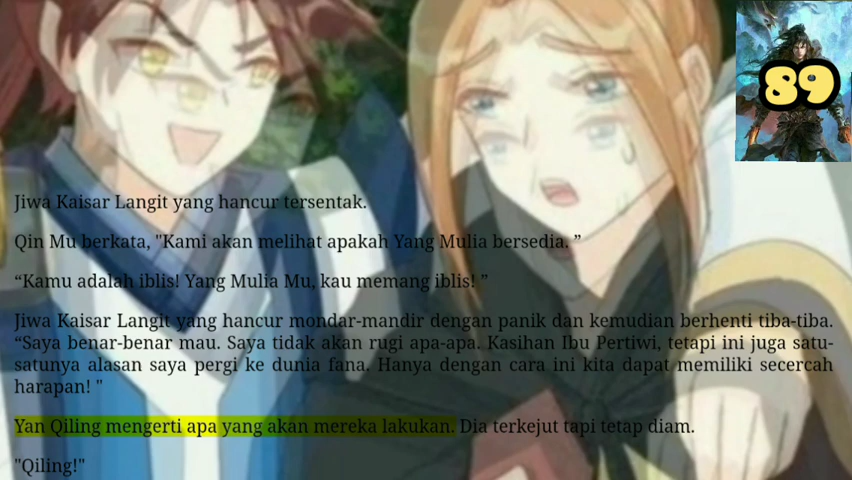 89
Jiwa Kaisar Langit yang hancur tersentak.
Qin Mu berkata, "Kami akan melihat apakah Yang Mulia bersedia. ”
“Kamu adalah iblis! Yang Mulia Mu, kau memang iblis! ”
Jiwa Kaisar Langit yang hancur mondar-mandir dengan panik dan kemudian berhenti tiba-tiba.
“Saya benar-benar mau. Saya tidak akan rugi apa-apa. Kasihan Ibu Pertiwi, tetapi ini juga satu-
satunya alasan saya pergi ke dunia fana. Hanya dengan cara ini kita dapat memiliki secercah
harapan! "
Yan Qiling mengerti apa yang akan mereka lakukan. Dia terkejut tapi tetap diam.
"Qiling!"